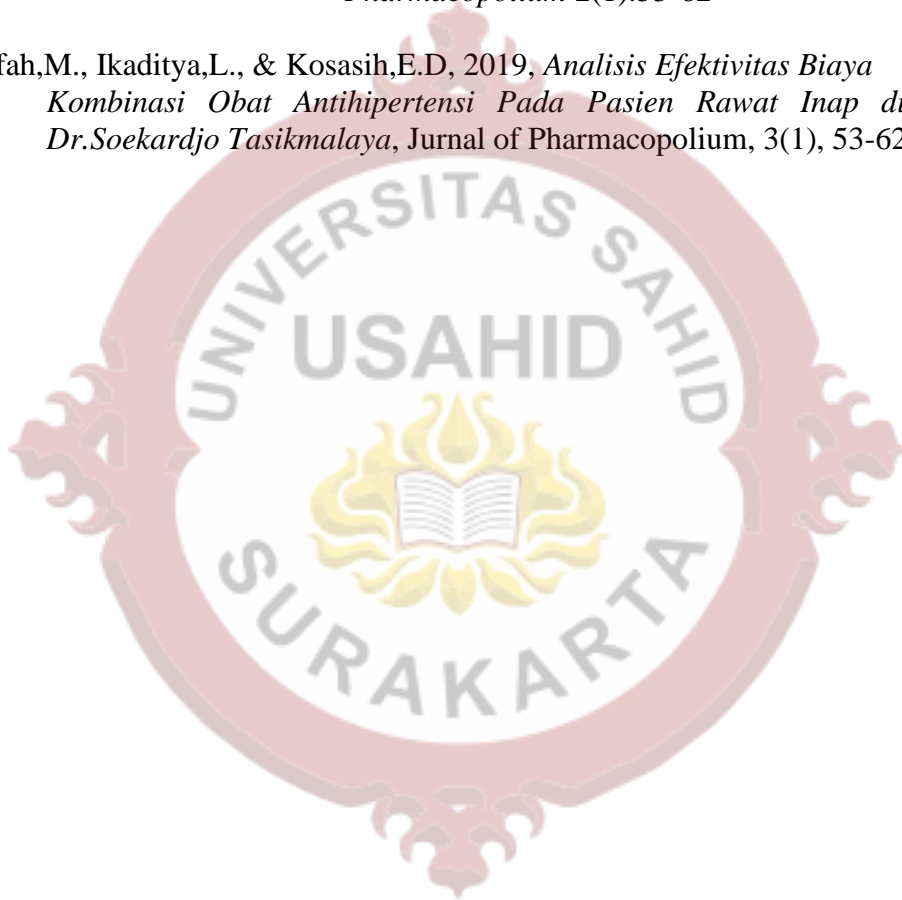 Pharmacopolium 2(1).53-62
fah,M., Ikaditya,L., & Kosasih,E.D, 2019, Analisis Efektivitas Biaya
Kombinasi Obat Antihipertensi Pada Pasien Rawat Inap di
Dr.Soekardjo Tasikmalaya, Jurnal of Pharmacopolium, 3(1), 53-62
UNIVERSITAS SAHID
USAHID
SURAKARTA